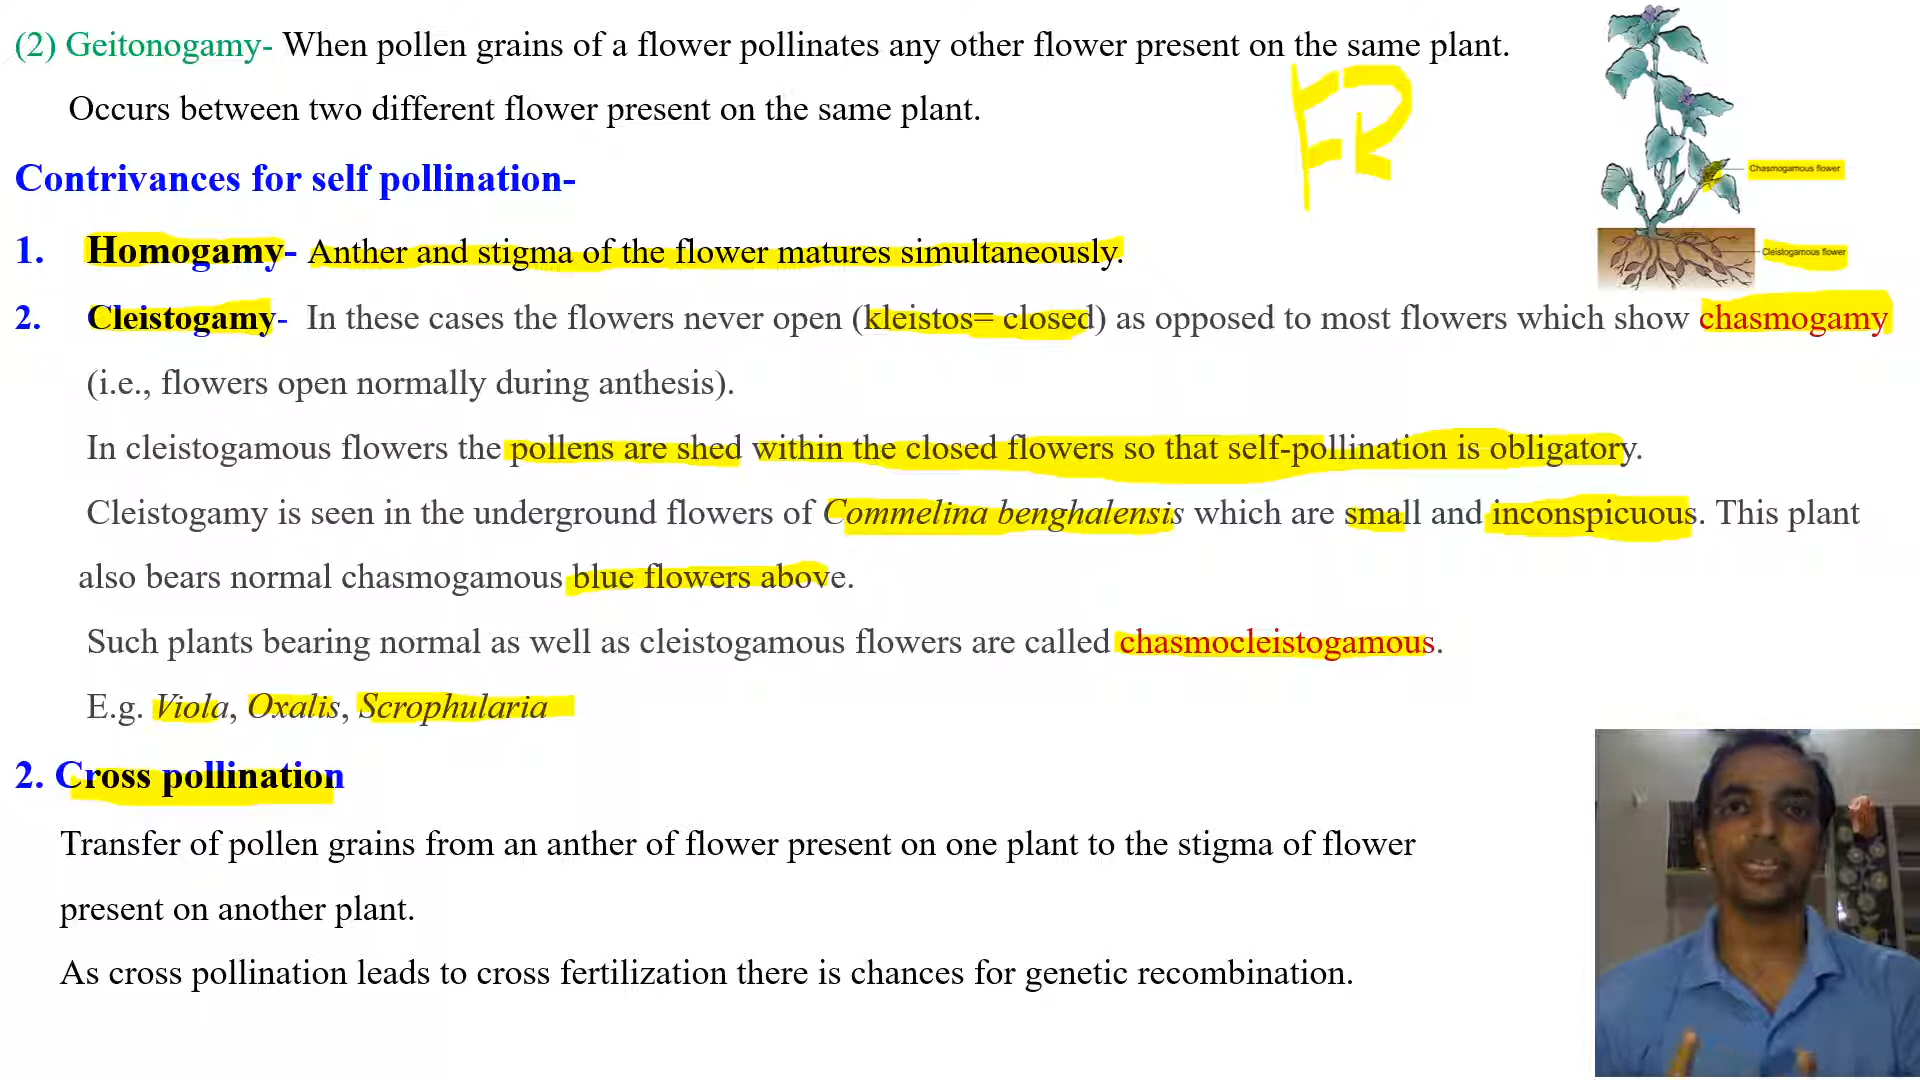 (2) Geitonogamy- When pollen grains of a flower pollinates any other flower present on the same plant.
Occurs between two different flower present on the same plant.
Contrivances for self pollination-
1. Homogamy- Anther and stigma of the flower matures simultaneously.
Chasmogamous flower
Cleistogamous flower
2. Cleistogamy- In these cases the flowers never open (kleistos= closed) as opposed to most flowers which show chasmogamy
(i.e., flowers open normally during anthesis).
In cleistogamous flowers the pollens are shed within the closed flowers so that self-pollination is obligatory.
Cleistogamy is seen in the underground flowers of Commelina benghalensis which are small and inconspicuous. This plant
also bears normal chasmogamous blue flowers above.
Such plants bearing normal as well as cleistogamous flowers are called chasmocleistogamous.
E.g. Viola, Oxalis, Scrophularia
2. Cross pollination
Transfer of pollen grains from an anther of flower present on one plant to the stigma of flower
present on another plant.
As cross pollination leads to cross fertilization there is chances for genetic recombination.